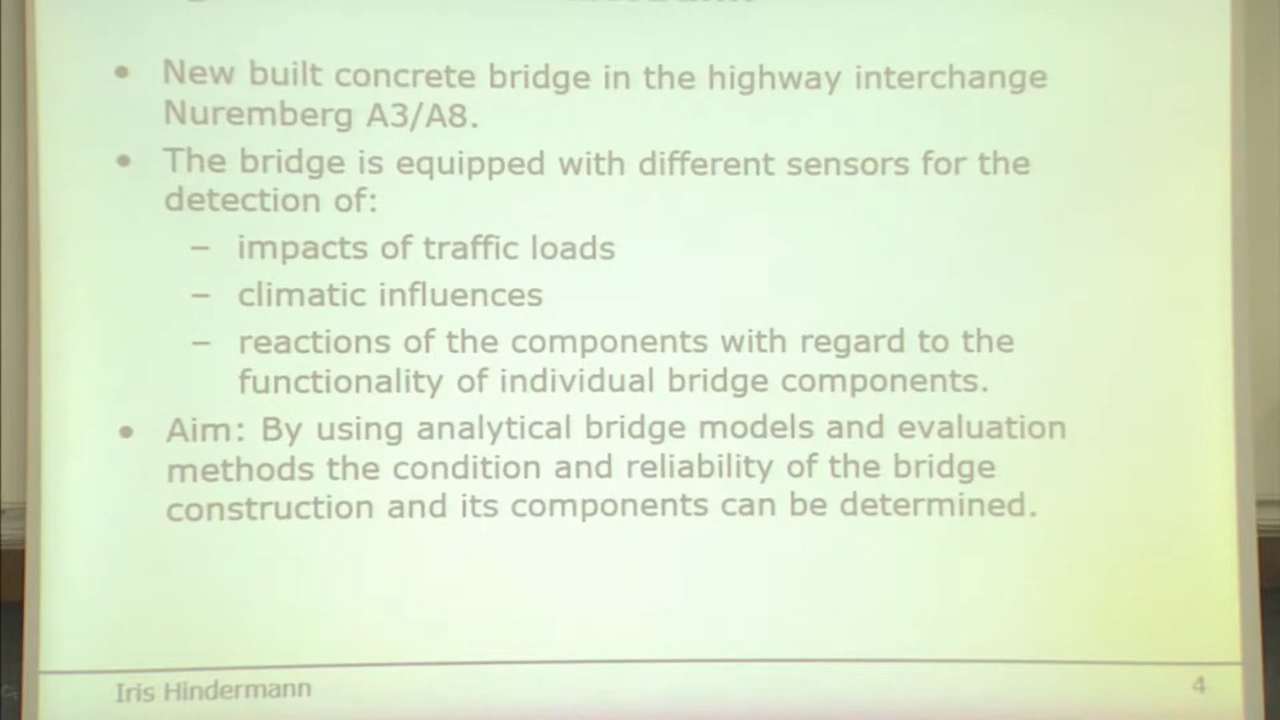 • New built concrete bridge in the highway interchange
Nuremberg A3/A8.
• The bridge is equipped with different sensors for the
detection of:
– impacts of traffic loads
– climatic influences
– reactions of the components with regard to the
functionality of individual bridge components.
• Aim: By using analytical bridge models and evaluation
methods the condition and reliability of the bridge
construction and its components can be determined.
Iris Hindermann
4